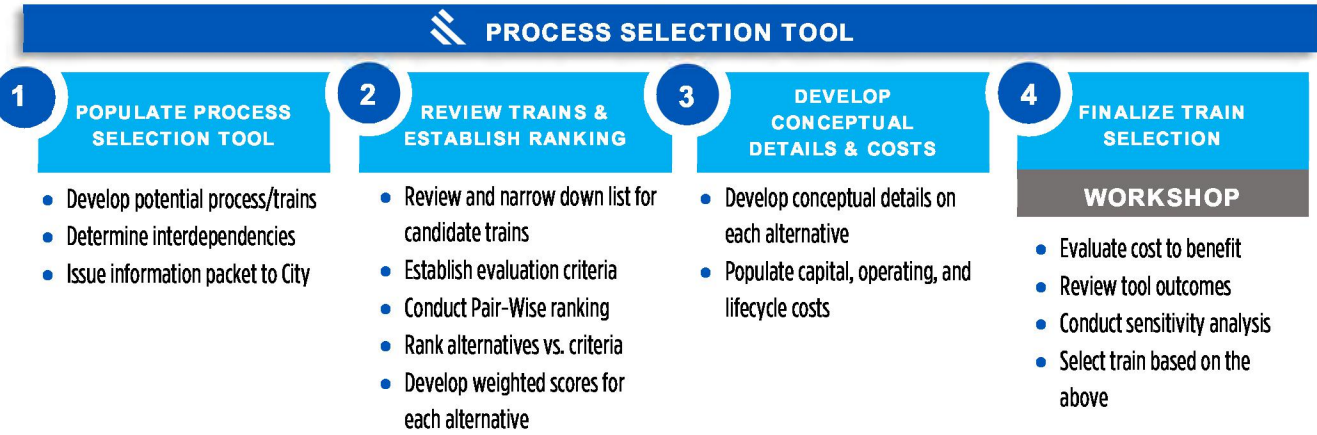 PROCESS SELECTION TOOL
1
POPULATE PROCESS
SELECTION TOOL
• Develop potential process/trains
• Determine interdependencies
• Issue information packet to City
2
REVIEW TRAINS &
ESTABLISH RANKING
• Review and narrow down list for
candidate trains
• Establish evaluation criteria
• Conduct Pair-Wise ranking
• Rank alternatives vs. criteria
• Develop weighted scores for
each alternative
3
DEVELOP
CONCEPTUAL
DETAILS & COSTS
• Develop conceptual details on
each alternative
• Populate capital, operating, and
lifecycle costs
4
FINALIZE TRAIN
SELECTION
WORKSHOP
• Evaluate cost to benefit
• Review tool outcomes
• Conduct sensitivity analysis
• Select train based on the
above